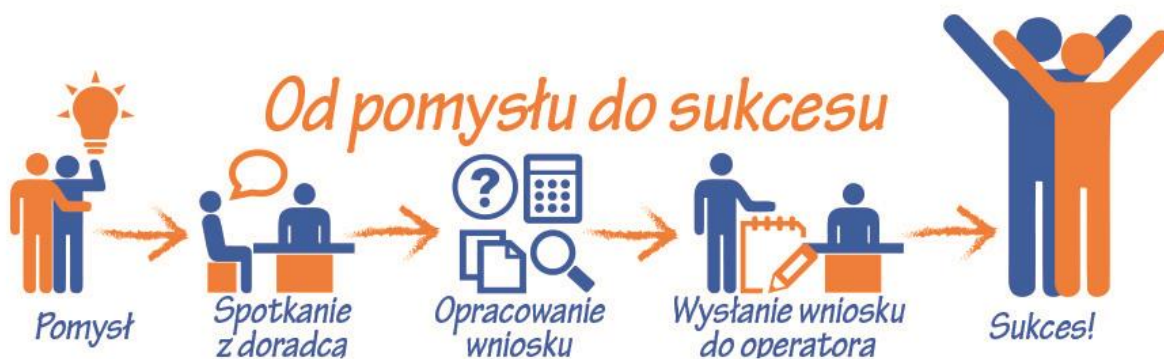 Od pomysłu do sukcesu
?
Pomysł
Spotkanie
z doradcą
Opracowanie
wniosku
Wysłanie wniosku
do operatora
Sukces!